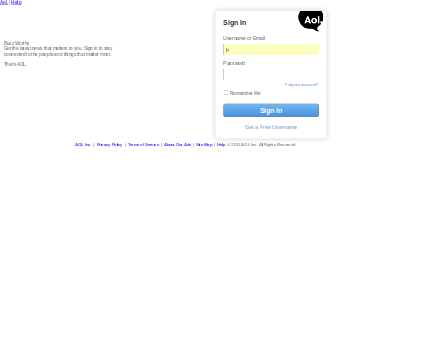 Aol | Help
Buzz Worthy
Get the latest news that matters to you. Sign in to stay
connected to the people and things that matter most.
That's AOL.
Aol.
Sign In
Username or Email
h
Password
Forgot password?
Remember Me
Sign In
Get a Free Username
AOL Inc. | Privacy Policy | Terms of Service | About Our Ads | Site Map | Help © 2013 AOL Inc. All Rights Reserved.